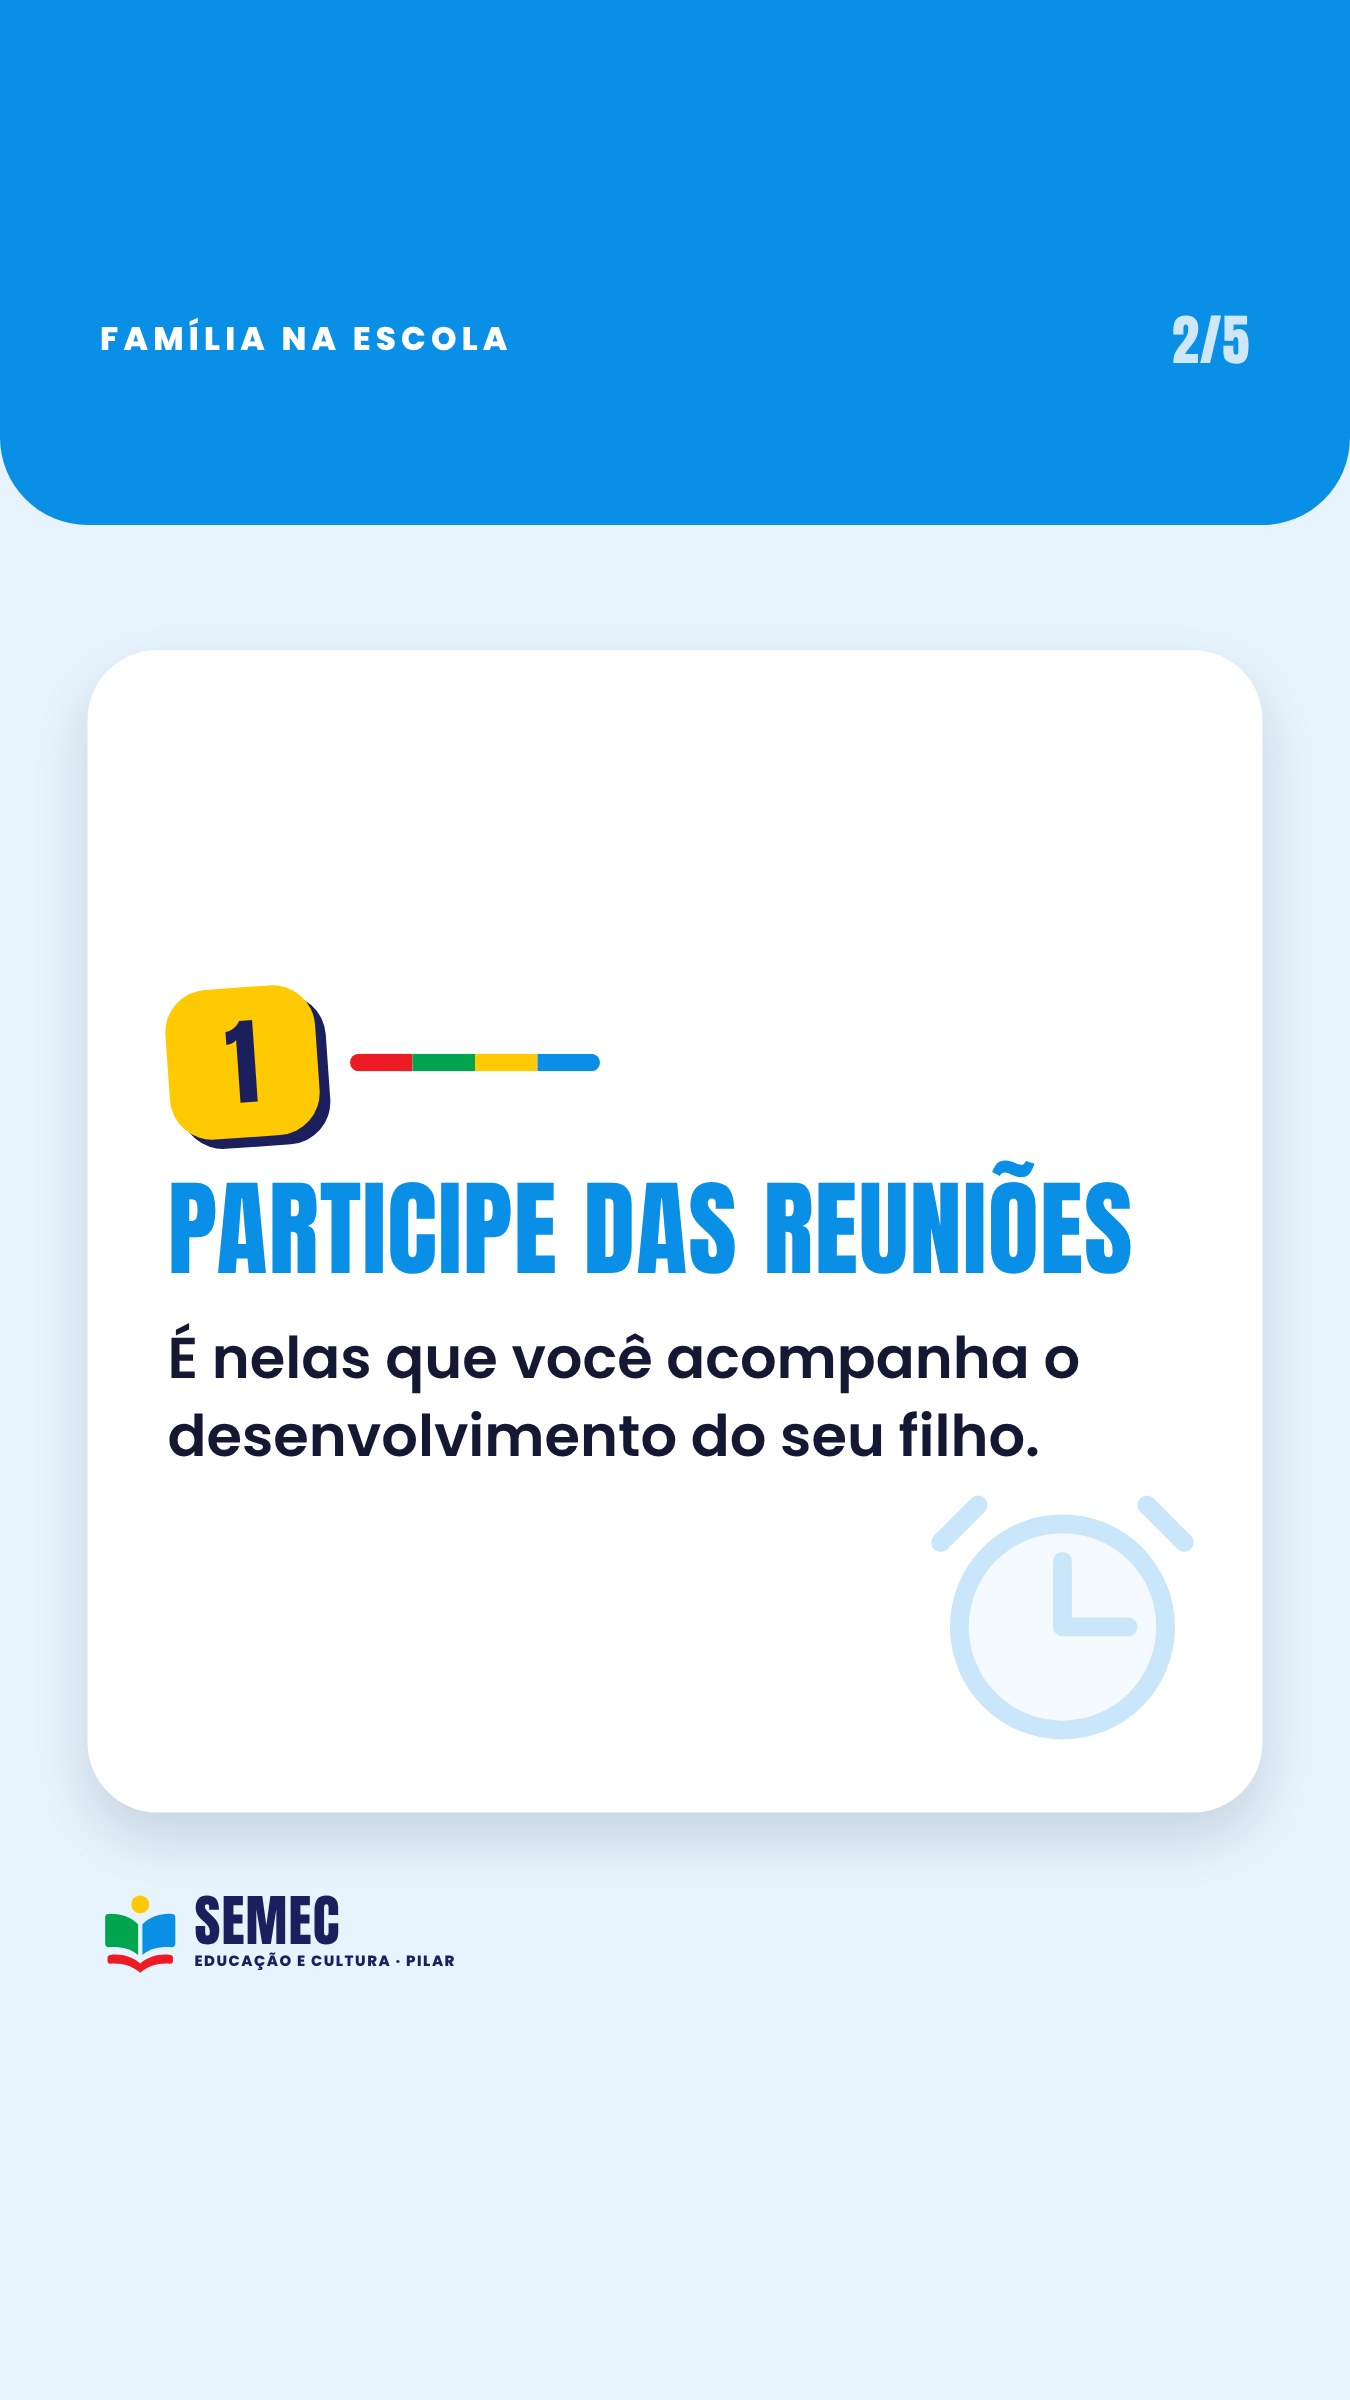 FAMÍLIA NA ESCOLA
2/5
1
PARTICIPE DAS REUNIÕES
É nelas que você acompanha o
desenvolvimento do seu filho.
SEMEC
EDUCAÇÃO E CULTURA · PILAR